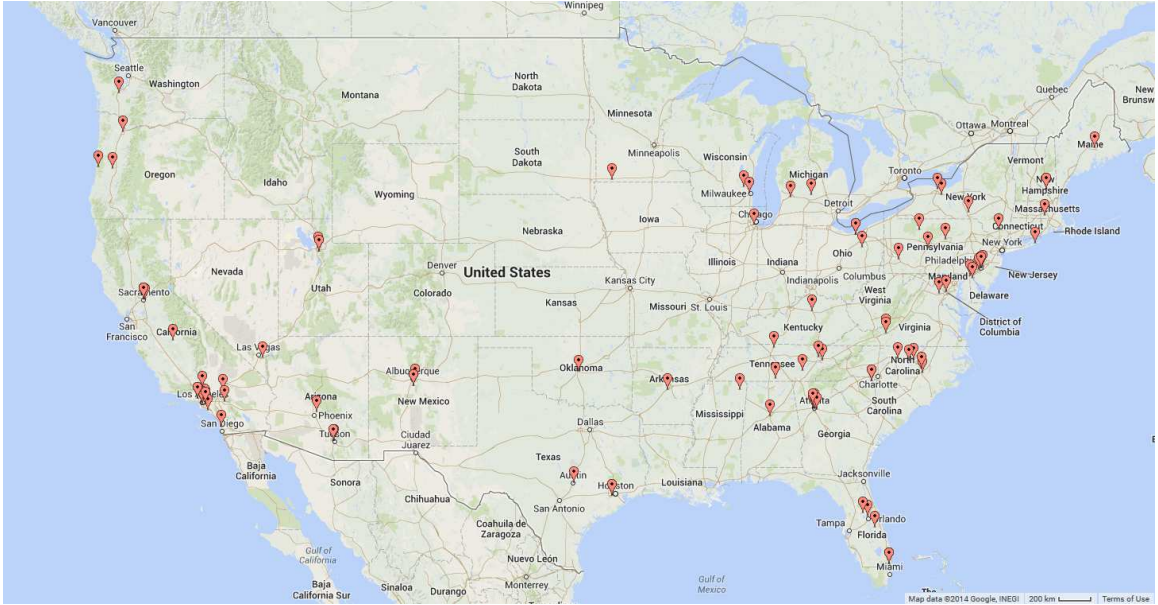 Winnipeg
Vancouver
Seattle
Washington
Montana
North
Dakota
Minnesota
Quebec
New
Brunsw
Ottawa
Montreal
Maine
Oregon
Idaho
South
Dakota
Minneapolis
Wisconsin
Michigan
Toronto
Vermont
New
Hampshire
Wyoming
Milwaukee
Detroit
New York
Massachusetts
Iowa
Chicago
Connecticut
Rhode Island
Nebraska
Pennsylvania
New York
Nevada
Utah
Denver
Colorado
United States
Illinois
Indiana
Indianapolis
Ohio
Columbus
Philadelphia
Maryland
New Jersey
Sacramento
Kansas City
Kansas
Missouri
St. Louis
West
Virginia
Delaware
San
Francisco
California
Kentucky
Virginia
District of
Columbia
Las Vegas
Albuquerque
Oklahoma
Arkansas
Tennessee
North
Carolina
Charlotte
Los Angeles
Arizona
Phoenix
New Mexico
Mississippi
Atlanta
South
Carolina
San Diego
Tucson
Ciudad
Juarez
Dallas
Alabama
Georgia
Baja
California
Sonora
Texas
Austin
Houston
Louisiana
Jacksonville
Chihuahua
San Antonio
Coahuila de
Zaragoza
Tampa
Orlando
Florida
Gulf of
California
Nuevo León
Miami
Baja
California
Sinaloa
Durango
Monterrey
Gulf of
Mexico
The
Map data ©2014 Google, INEGI 200 km Terms of Use